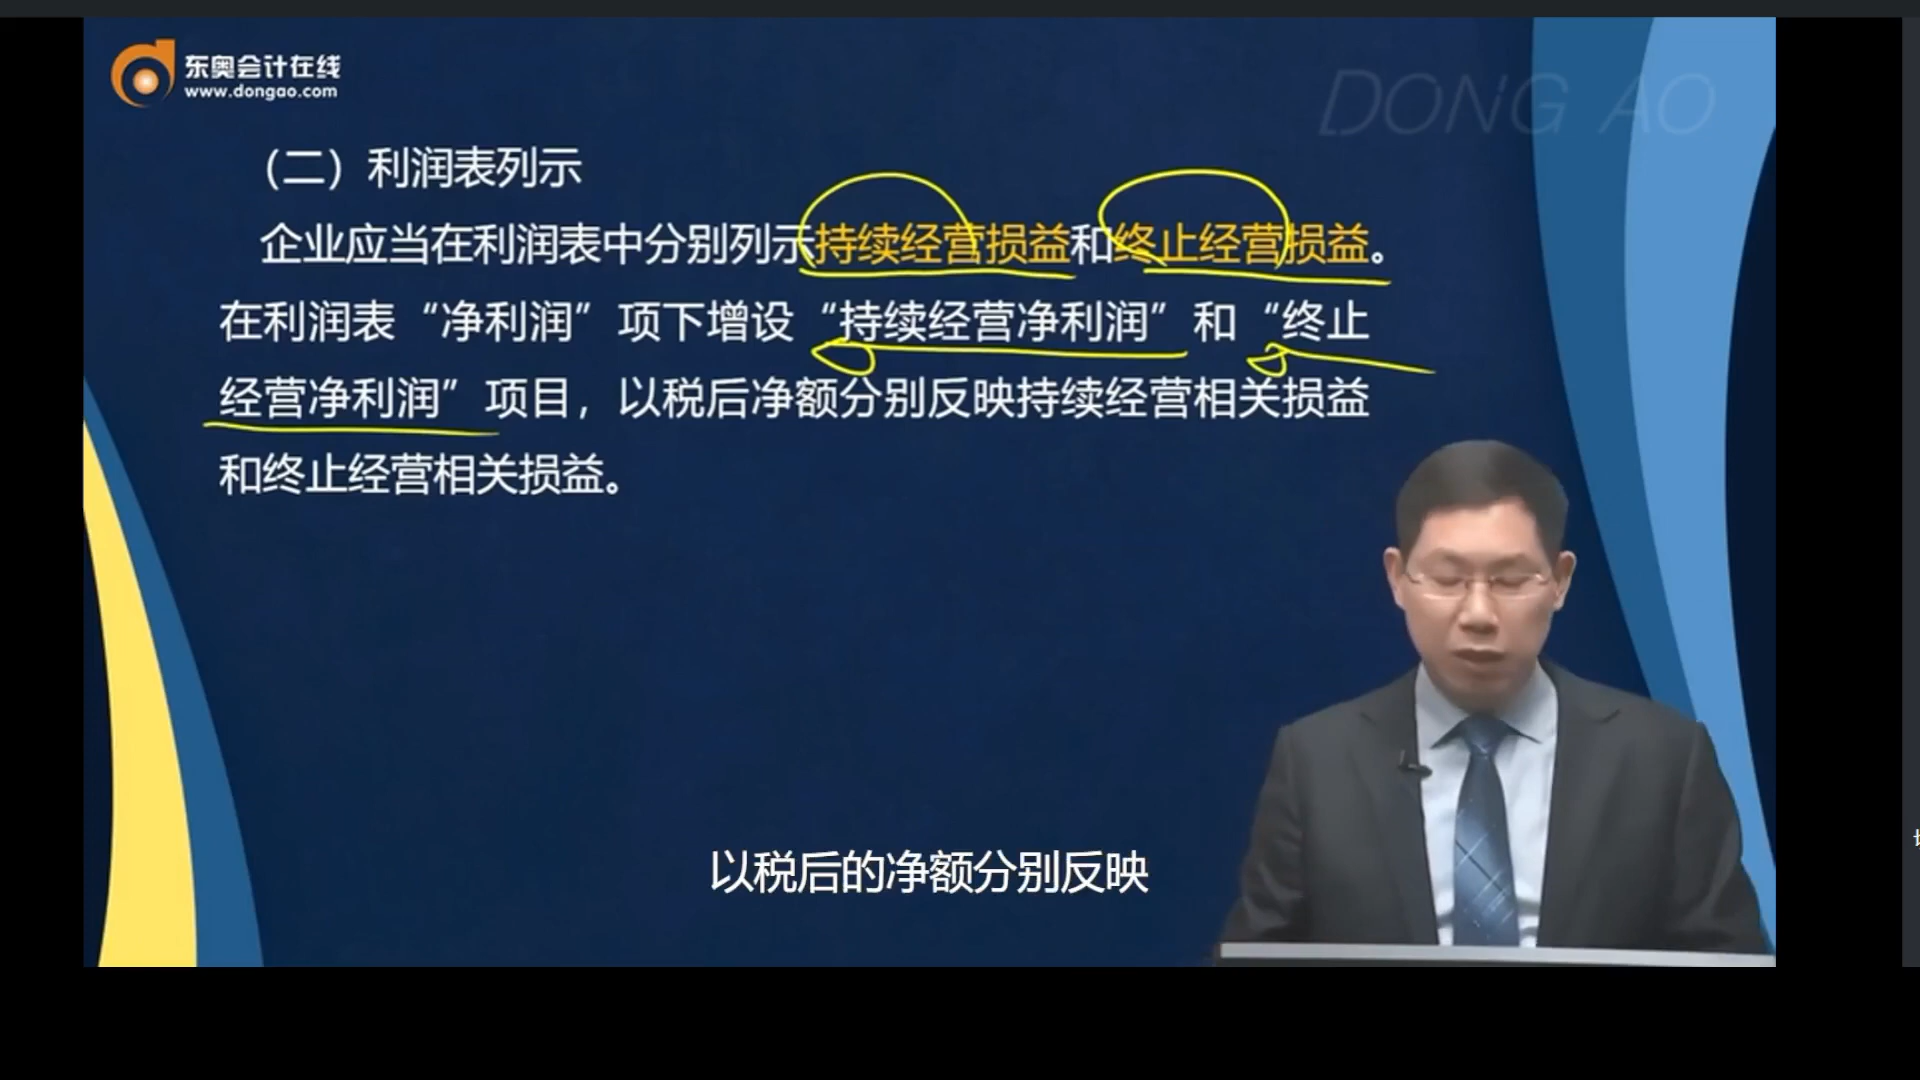 东奥会计在线
www.dongao.com
DONG AO
（二）利润表列示
企业应当在利润表中分别列示持续经营损益和终止经营损益。
在利润表“净利润”项下增设“持续经营净利润”和“终止
经营净利润”项目，以税后净额分别反映持续经营相关损益
和终止经营相关损益。
以税后的净额分别反映